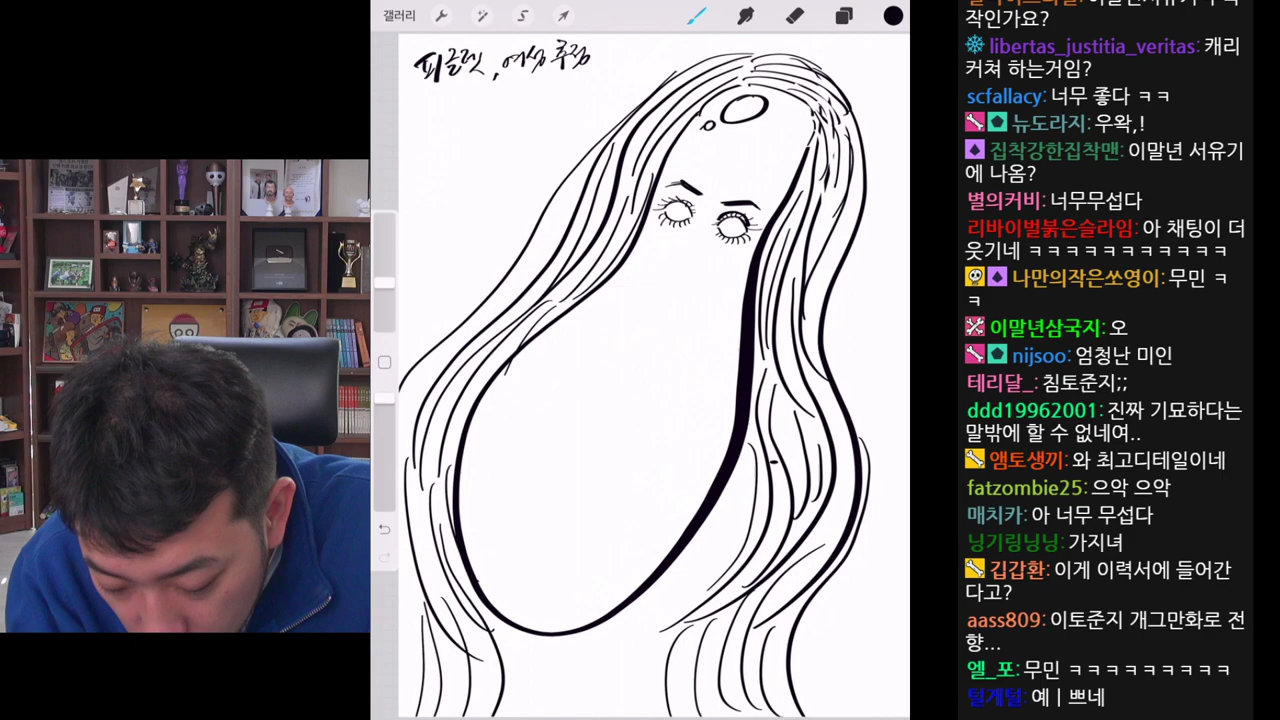 갤러리
피글렛, 여성 추정
작인가요?
libertas_justitia_veritas: 캐리
커쳐 하는거임?
scfallacy: 너무 좋다 ㅋㅋ
뉴도라지: 우왁,!
집착강한집착맨: 이말년 서유기
에 나옴?
별의커비: 너무무섭다
리바이벌붉은슬라임: 아 채팅이 더
웃기네 ㅋㅋㅋㅋㅋㅋㅋㅋㅋㅋㅋ
나만의작은쏘영이: 무민 ㅋ
ㅋ
이말년삼국지: 오
nijsoo: 엄청난 미인
테리달_: 침토준지;;
ddd19962001: 진짜 기묘하다는
말밖에 할 수 없네여..
앰토생끼: 와 최고디테일이네
fatzombie25: 으악 으악
매치카: 아 너무 무섭다
닝기링닝닝: 가지녀
김갑환: 이게 이력서에 들어간
다고?
aass809: 이토준지 개그만화로 전
향...
엘_포: 무민 ㅋㅋㅋㅋㅋㅋㅋㅋㅋ
털게털: 예ㅣ쁘네